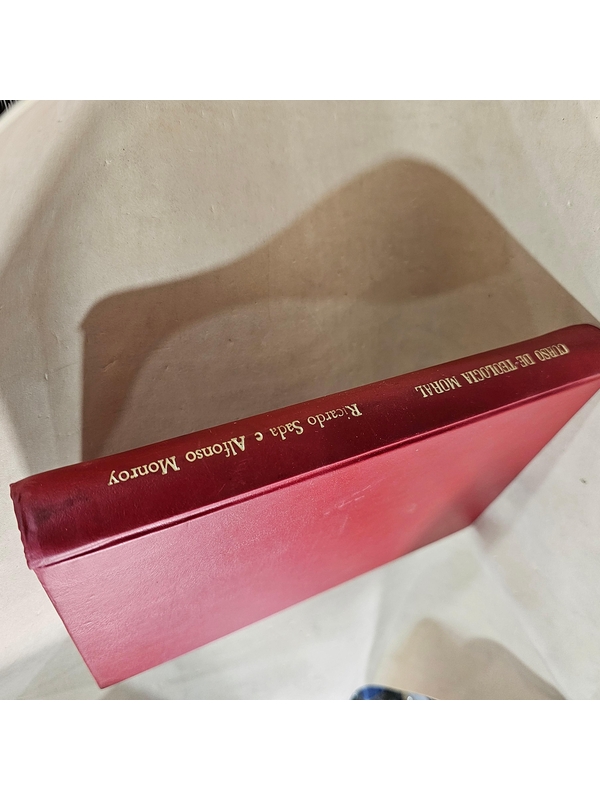 CURSO DE TEOLOGIA MORAL
Ricardo Sada e Alfonso Monroy